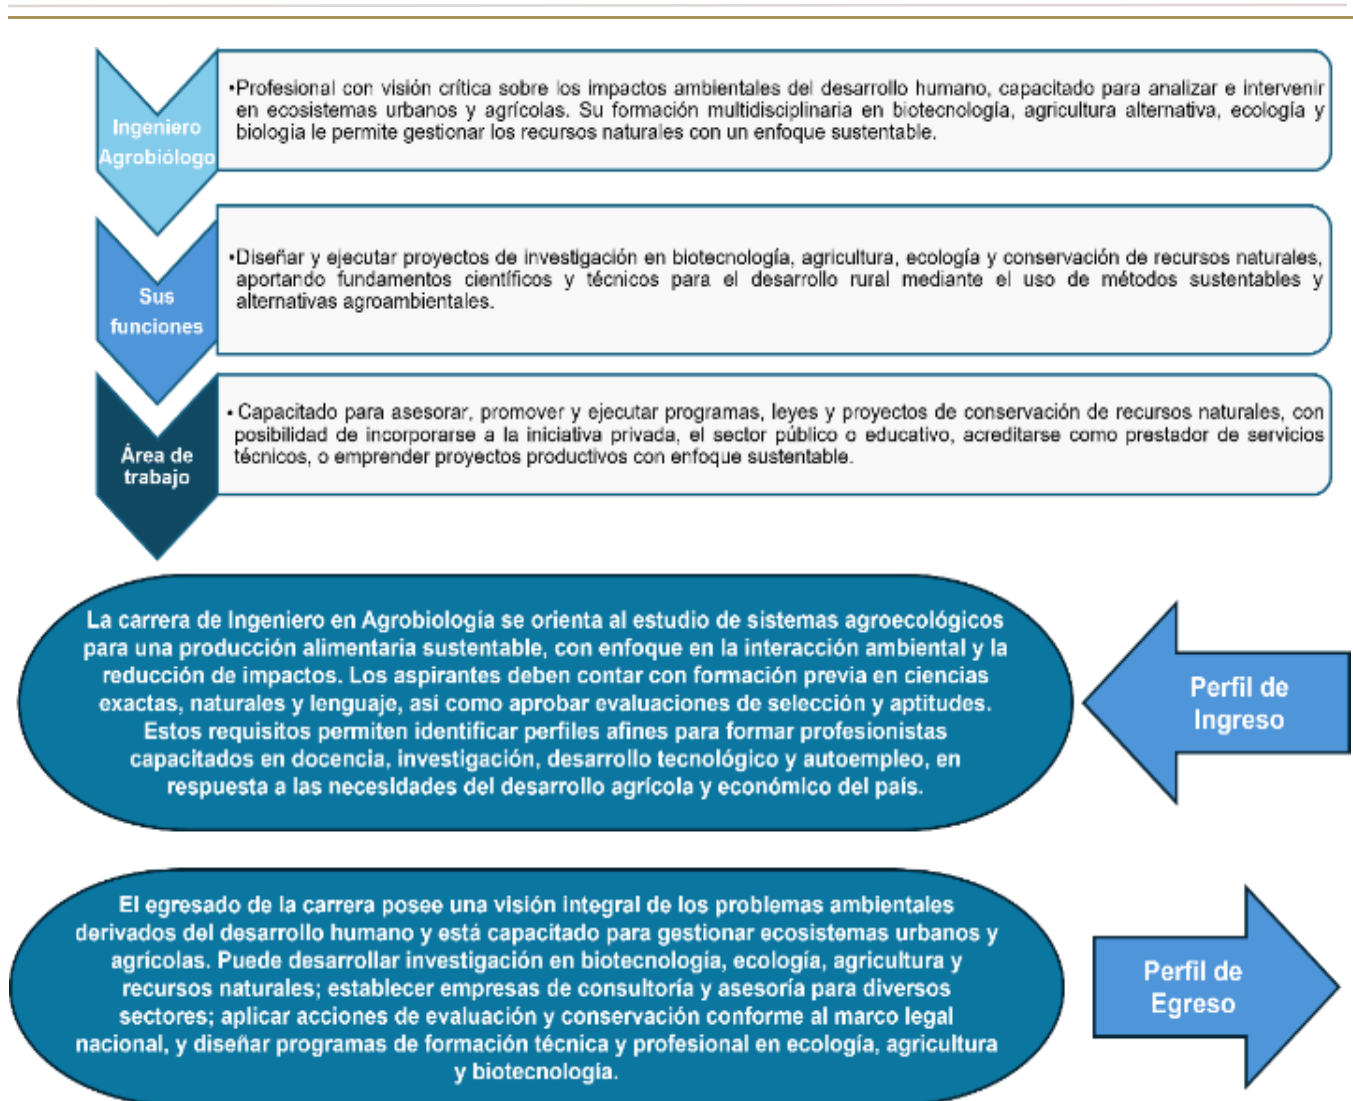 Ingeniero
Agrobiólogo
•Profesional con visión crítica sobre los impactos ambientales del desarrollo humano, capacitado para analizar e intervenir
en ecosistemas urbanos y agrícolas. Su formación multidisciplinaria en biotecnología, agricultura alternativa, ecología y
biología le permite gestionar los recursos naturales con un enfoque sustentable.
Sus
funciones
•Diseñar y ejecutar proyectos de investigación en biotecnología, agricultura, ecología y conservación de recursos naturales,
aportando fundamentos científicos y técnicos para el desarrollo rural mediante el uso de métodos sustentables y
alternativas agroambientales.
Área de
trabajo
• Capacitado para asesorar, promover y ejecutar programas, leyes y proyectos de conservación de recursos naturales, con
posibilidad de incorporarse a la iniciativa privada, el sector público o educativo, acreditarse como prestador de servicios
técnicos, o emprender proyectos productivos con enfoque sustentable.
La carrera de Ingeniero en Agrobiología se orienta al estudio de sistemas agroecológicos
para una producción alimentaria sustentable, con enfoque en la interacción ambiental y la
reducción de impactos. Los aspirantes deben contar con formación previa en ciencias
exactas, naturales y lenguaje, así como aprobar evaluaciones de selección y aptitudes.
Estos requisitos permiten identificar perfiles afines para formar profesionistas
capacitados en docencia, investigación, desarrollo tecnológico y autoempleo, en
respuesta a las necesidades del desarrollo agrícola y económico del país.
Perfil de
Ingreso
El egresado de la carrera posee una visión integral de los problemas ambientales
derivados del desarrollo humano y está capacitado para gestionar ecosistemas urbanos y
agrícolas. Puede desarrollar investigación en biotecnología, ecología, agricultura y
recursos naturales; establecer empresas de consultoría y asesoría para diversos
sectores; aplicar acciones de evaluación y conservación conforme al marco legal
nacional, y diseñar programas de formación técnica y profesional en ecología, agricultura
y biotecnología.
Perfil de
Egreso